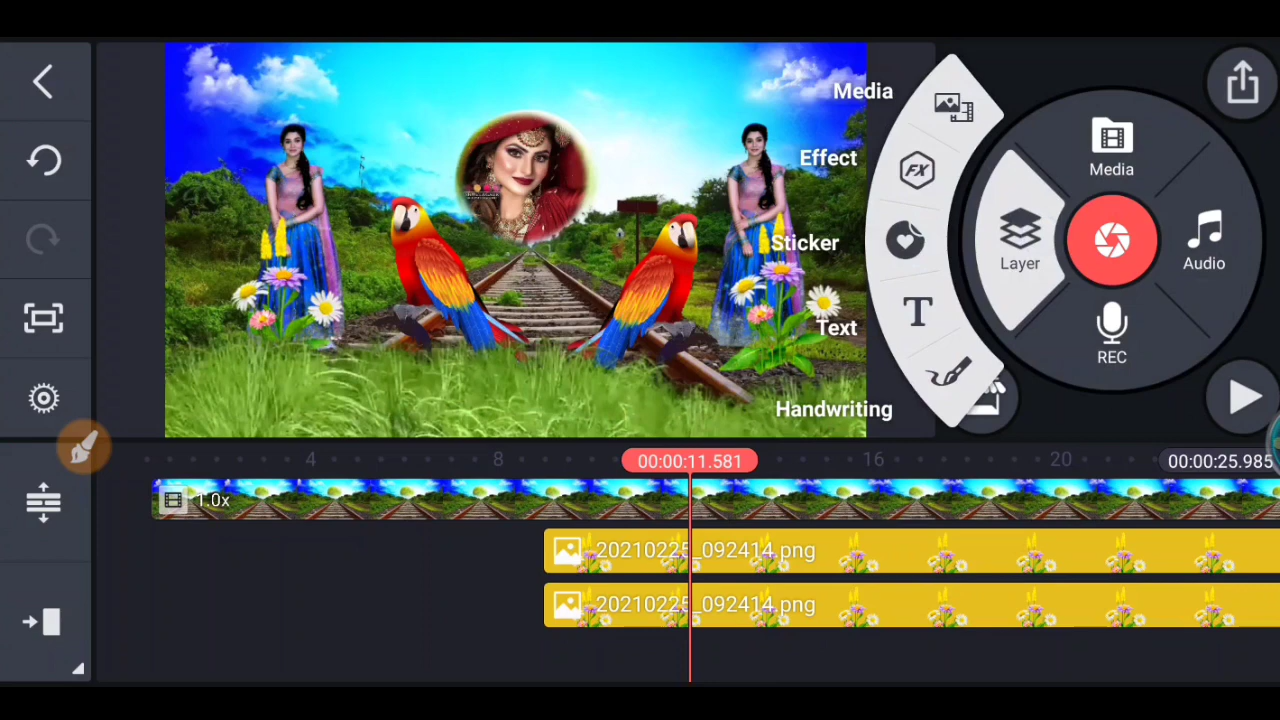 Media
Effect
Sticker
Text
Handwriting
FX
T
Media
Layer
Audio
REC
4
8
00:00:11.581
16
20
00:00:25.985
1.0x
20210225_092414.png
20210225_092414.png